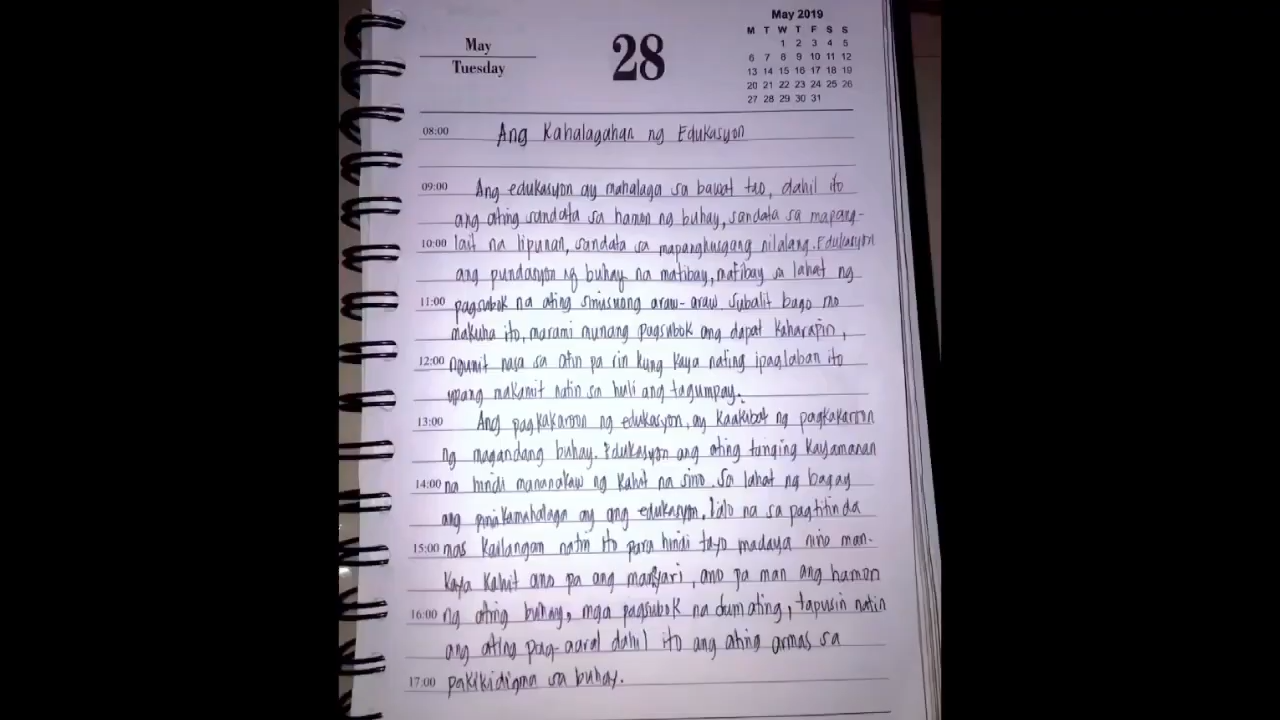 May
Tuesday
28
May 2019
M T W T F S S
1 2 3 4 5
6 7 8 9 10 11 12
13 14 15 16 17 18 19
20 21 22 23 24 25 26
27 28 29 30 31
08:00 Ang Kahalagahan ng Edukasyon
09:00 Ang edukasyon ay mahalaga sa bawat tao, dahil ito
ang ating sandata sa hamon ng buhay, sandata sa mapang-
10:00 lait na lipunan, sandata sa mapanghusgang nilalang. Edukasyon
ang pundasyon ng buhay na matibay, matibay sa lahat ng
11:00 pagsubok na ating sinusuong araw-araw. Subalit bago mo
makuha ito, marami munang pagsubok ang dapat kaharapin,
12:00 ngunit nasa sa atin pa rin kung kaya nating ipaglaban ito
upang makamit natin sa huli ang tagumpay.
13:00 Ang pagkakaroon ng edukasyon, ay kaakibat ng pagkakaroon
ng magandang buhay. Edukasyon ang ating tanging kayamanan
14:00 na hindi mananakaw ng kahit na sino. Sa lahat ng bagay
ang pinakamahalaga ay ang edukasyon, lalo na sa pagtitinda
15:00 mas kailangan natin ito para hindi tayo madaya nino man.
Kaya kahit ano pa ang mangyari, ano pa man ang hamon
16:00 ng ating buhay, mga pagsubok na dumating, tapusin natin
ang ating pag-aaral dahil ito ang ating armas sa
17:00 pakikidigma sa buhay.